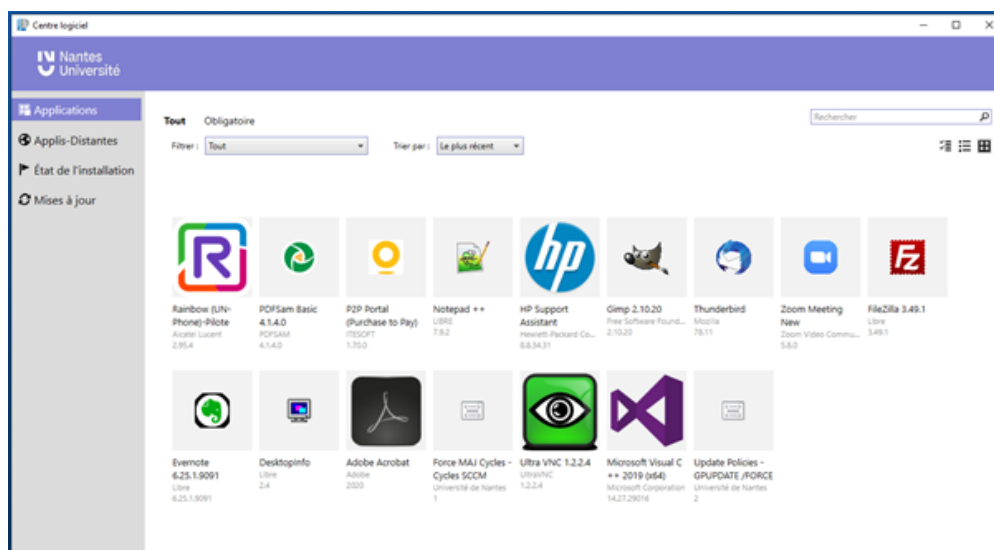 Centre logiciel
Nantes
Université
Applications
Applis-Distantes
État de l'installation
Mises à jour
Tout Obligatoire
Rechercher
Filtrer : Tout Trier par : Le plus récent
R
hp
Fz
Rainbow (UN-
Phone)-Pilote
Alcatel Lucent
2.95.4
PDFSam Basic
4.1.4.0
PDFSAM
4.1.4.0
P2P Portal
(Purchase to Pay)
ITESOFT
1.70.0
Notepad ++
LIBRE
7.9.2
HP Support
Assistant
Hewlett-Packard Co...
8.8.34.31
Gimp 2.10.20
Free Software Found...
2.10.20
Thunderbird
Mozilla
78.11
Zoom Meeting
New
Zoom Video Commu...
5.8.0
FileZilla 3.49.1
Libre
3.49.1
Evernote
6.25.1.9091
Libre
6.25.1.9091
DesktopInfo
Libre
2.4
Adobe Acrobat
Adobe
2020
Force MAJ Cycles -
Cycles SCCM
Université de Nantes
1
Ultra VNC 1.2.2.4
UltraVNC
1.2.2.4
Microsoft Visual C
++ 2019 (x64)
Microsoft Corporation
14.27.29016
Update Policies -
GPUPDATE /FORCE
Université de Nantes
2